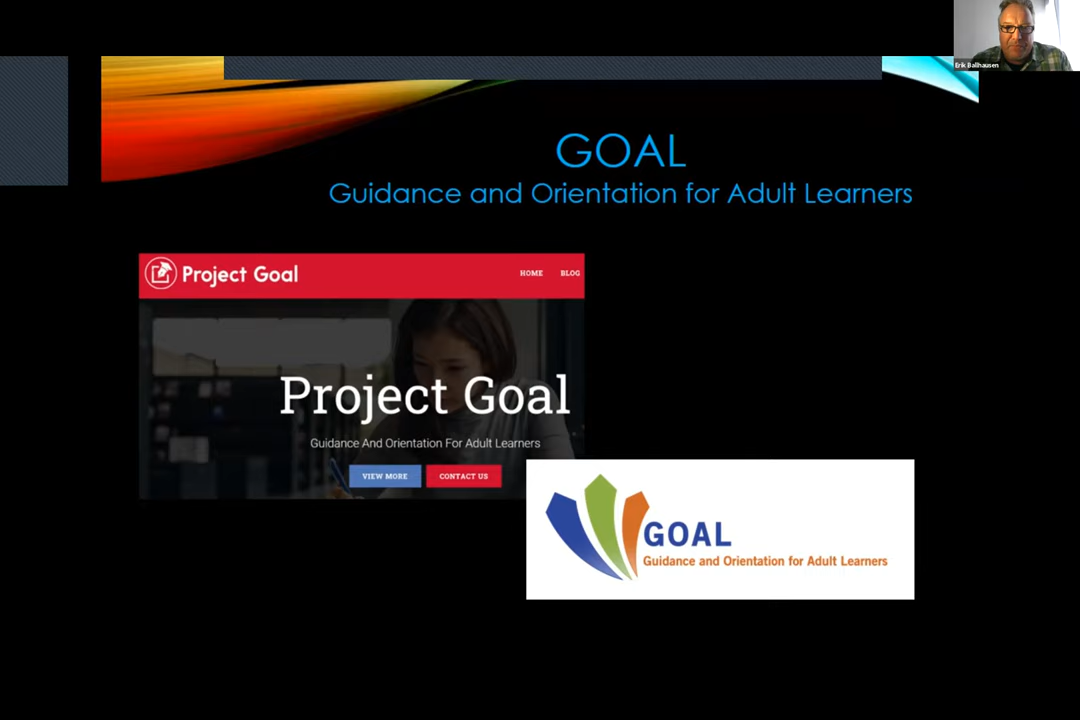 Erik Ballhausen
GOAL
Guidance and Orientation for Adult Learners
Project Goal
HOME BLOG
Project Goal
Guidance And Orientation For Adult Learners
VIEW MORE CONTACT US
GOAL
Guidance and Orientation for Adult Learners